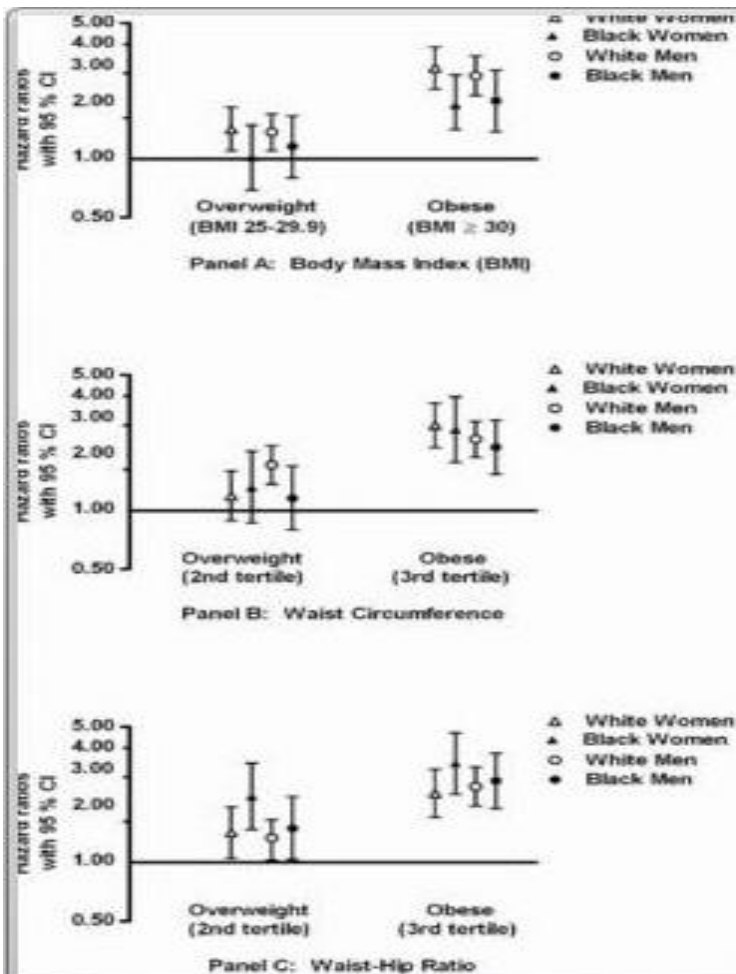 5.00
4.00
3.00
2.00
1.00
0.50
Hazard ratios
with 95 % CI
White Women
Black Women
White Men
Black Men
Overweight
(BMI 25-29.9)
Obese
(BMI ≥ 30)
Panel A: Body Mass Index (BMI)
5.00
4.00
3.00
2.00
1.00
0.50
Hazard ratios
with 95 % CI
White Women
Black Women
White Men
Black Men
Overweight
(2nd tertile)
Obese
(3rd tertile)
Panel B: Waist Circumference
5.00
4.00
3.00
2.00
1.00
0.50
Hazard ratios
with 95 % CI
White Women
Black Women
White Men
Black Men
Overweight
(2nd tertile)
Obese
(3rd tertile)
Panel C: Waist-Hip Ratio